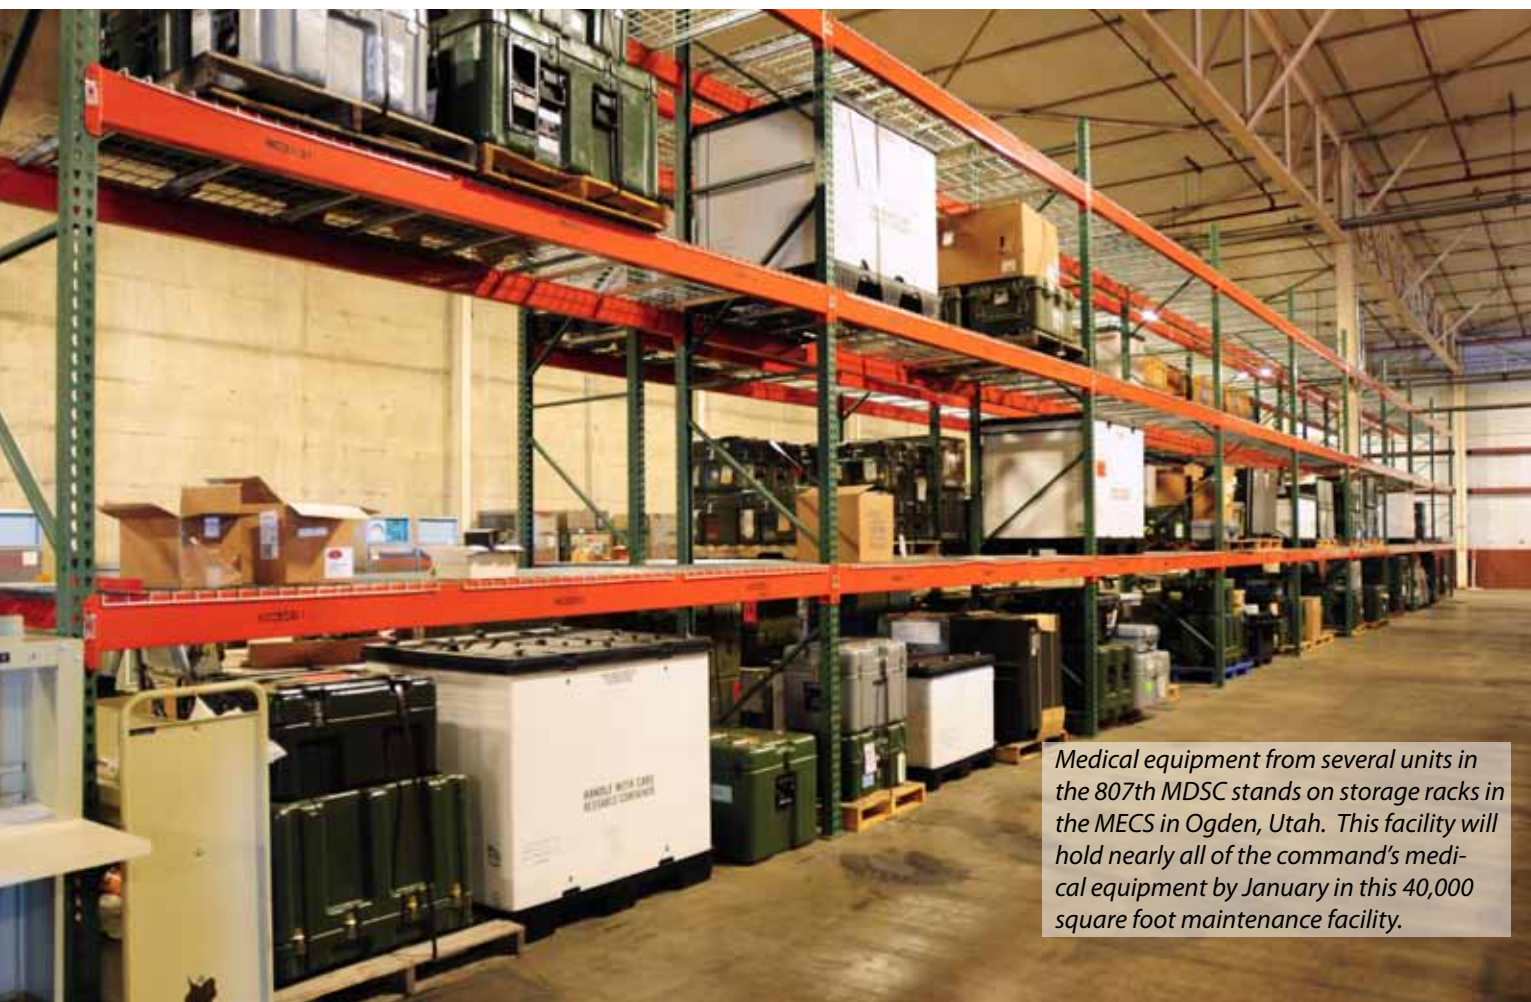 HANDLE WITH CARE
REUSABLE CONTAINER
Medical equipment from several units in
the 807th MDSC stands on storage racks in
the MECS in Ogden, Utah.  This facility will
hold nearly all of the command's medi-
cal equipment by January in this 40,000
square foot maintenance facility.